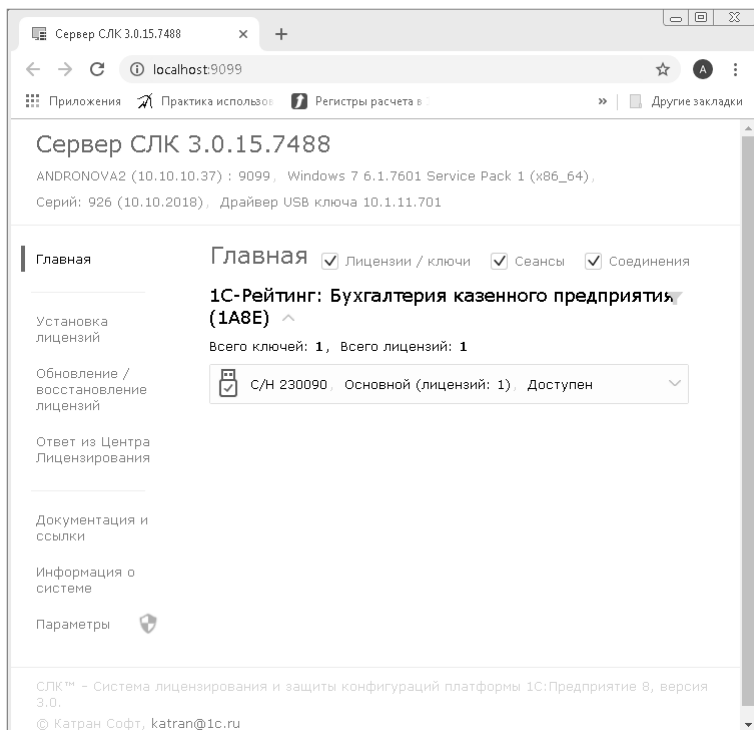 Сервер СЛК 3.0.15.7488
localhost:9099
A
Приложения Практика использов Регистры расчета в 1 » Другие закладки
Сервер СЛК 3.0.15.7488
ANDRONOVA2 (10.10.10.37) : 9099, Windows 7 6.1.7601 Service Pack 1 (x86_64),
Серий: 926 (10.10.2018), Драйвер USB ключа 10.1.11.701
Главная
Установка
лицензий
Обновление /
восстановление
лицензий
Ответ из Центра
Лицензирования
Документация и
ссылки
Информация о
системе
Параметры
Главная Лицензии / ключи Сеансы Соединения
1С-Рейтинг: Бухгалтерия казенного предприятия
(1A8E)
Всего ключей: 1, Всего лицензий: 1
С/Н 230090, Основной (лицензий: 1), Доступен
СЛК™ - Система лицензирования и защиты конфигураций платформы 1С:Предприятие 8, версия
3.0.
© Катран Софт, katran@1c.ru